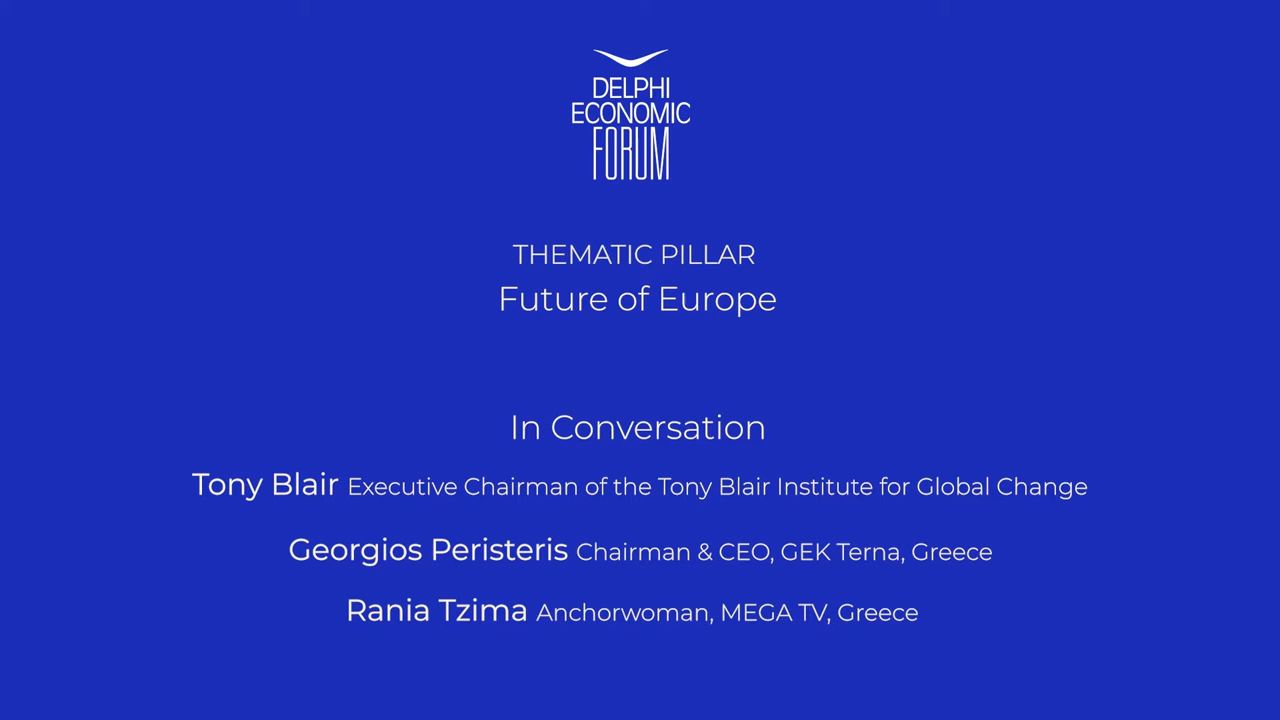 DELPHI
ECONOMIC
FORUM
THEMATIC PILLAR
Future of Europe
In Conversation
Tony Blair Executive Chairman of the Tony Blair Institute for Global Change
Georgios Peristeris Chairman & CEO, GEK Terna, Greece
Rania Tzima Anchorwoman, MEGA TV, Greece